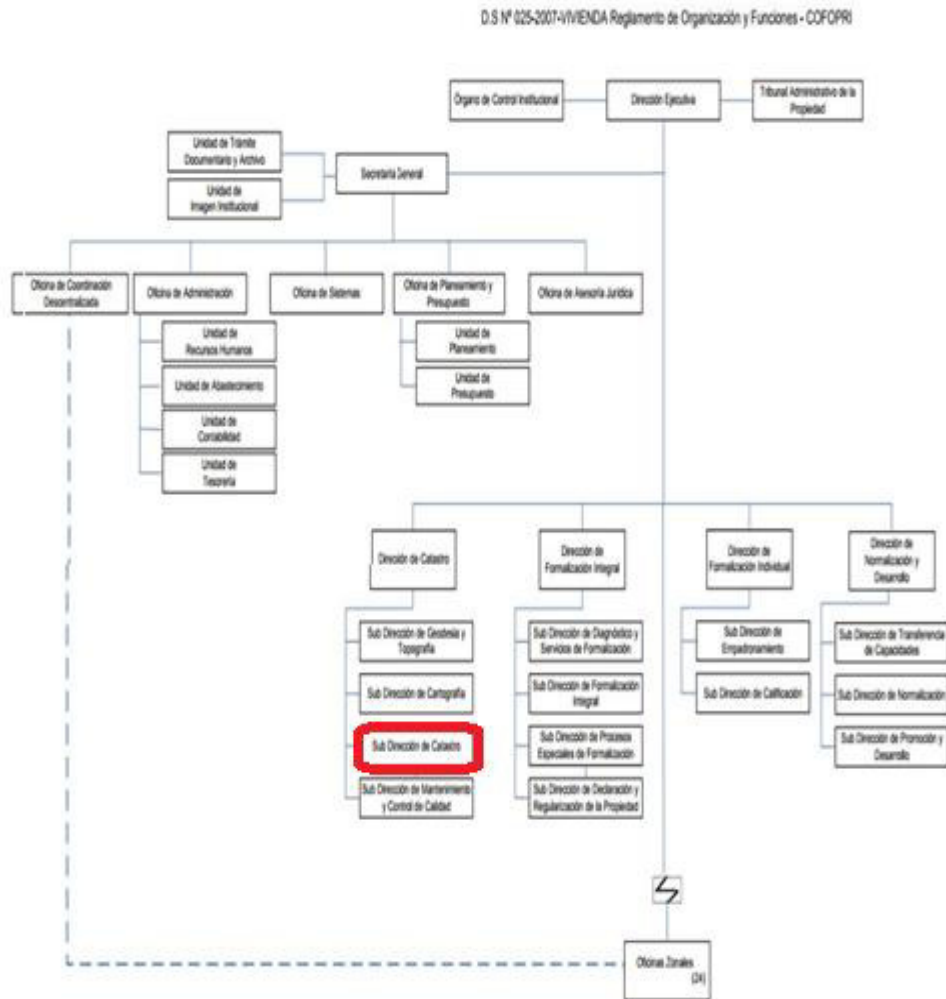 D.S Nº 025-2007-VIVIENDA Reglamento de Organización y Funciones - COFOPRI
Órgano de Control Institucional
Dirección Ejecutiva
Tribunal Administrativo de la
Propiedad
Unidad de Trámite
Documentario y Archivo
Secretaría General
Unidad de
Imagen Institucional
Oficina de Coordinación
Descentralizada
Oficina de Administración
Oficina de Sistemas
Oficina de Planeamiento y
Presupuesto
Oficina de Asesoría Jurídica
Unidad de
Recursos Humanos
Unidad de Abastecimiento
Unidad de
Contabilidad
Unidad de
Tesorería
Unidad de
Planeamiento
Unidad de
Presupuesto
Dirección de Catastro
Dirección de
Formalización Integral
Dirección de
Formalización Individual
Dirección de
Normalización y
Desarrollo
Sub Dirección de Geodesia y
Topografía
Sub Dirección de Cartografía
Sub Dirección de Catastro
Sub Dirección de Mantenimiento
y Control de Calidad
Sub Dirección de Diagnóstico y
Servicios de Formalización
Sub Dirección de Formalización
Integral
Sub Dirección de Procesos
Especiales de Formalización
Sub Dirección de Declaración y
Regularización de la Propiedad
Sub Dirección de
Empadronamiento
Sub Dirección de Calificación
Sub Dirección de Transferencia
de Capacidades
Sub Dirección de Normalización
Sub Dirección de Promoción y
Desarrollo
Oficinas Zonales
(24)